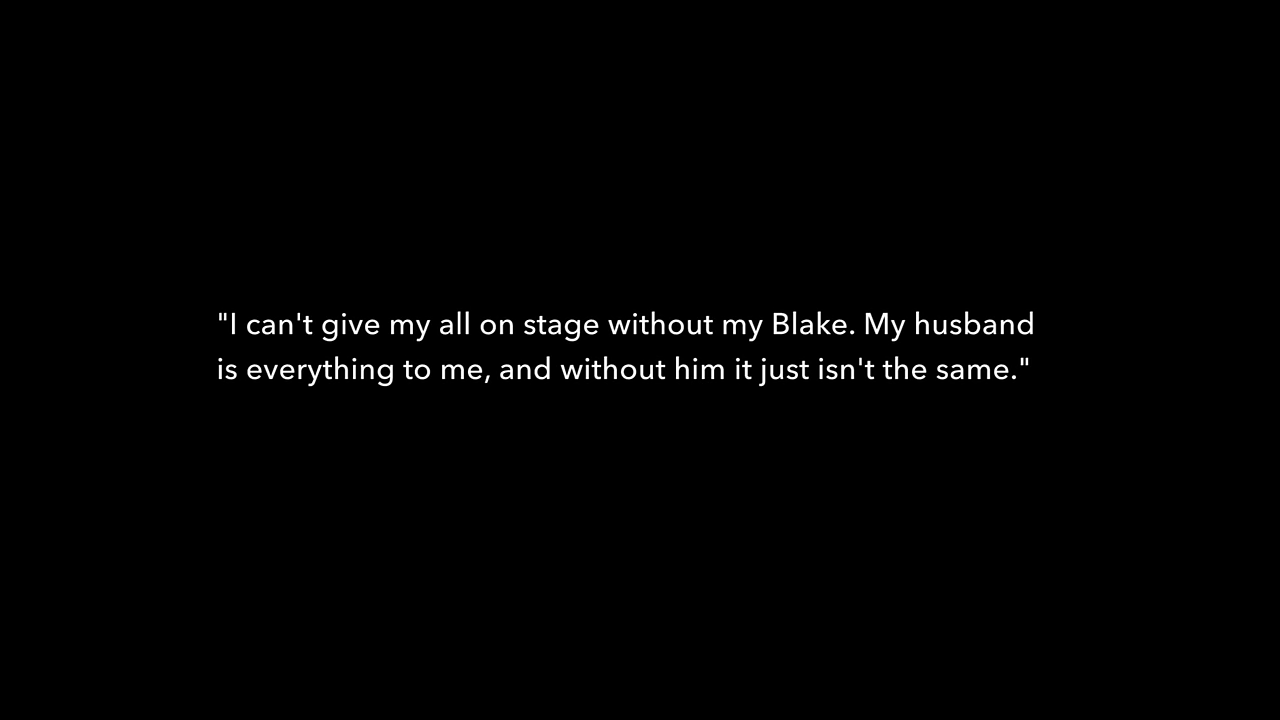 "I can't give my all on stage without my Blake. My husband
is everything to me, and without him it just isn't the same."